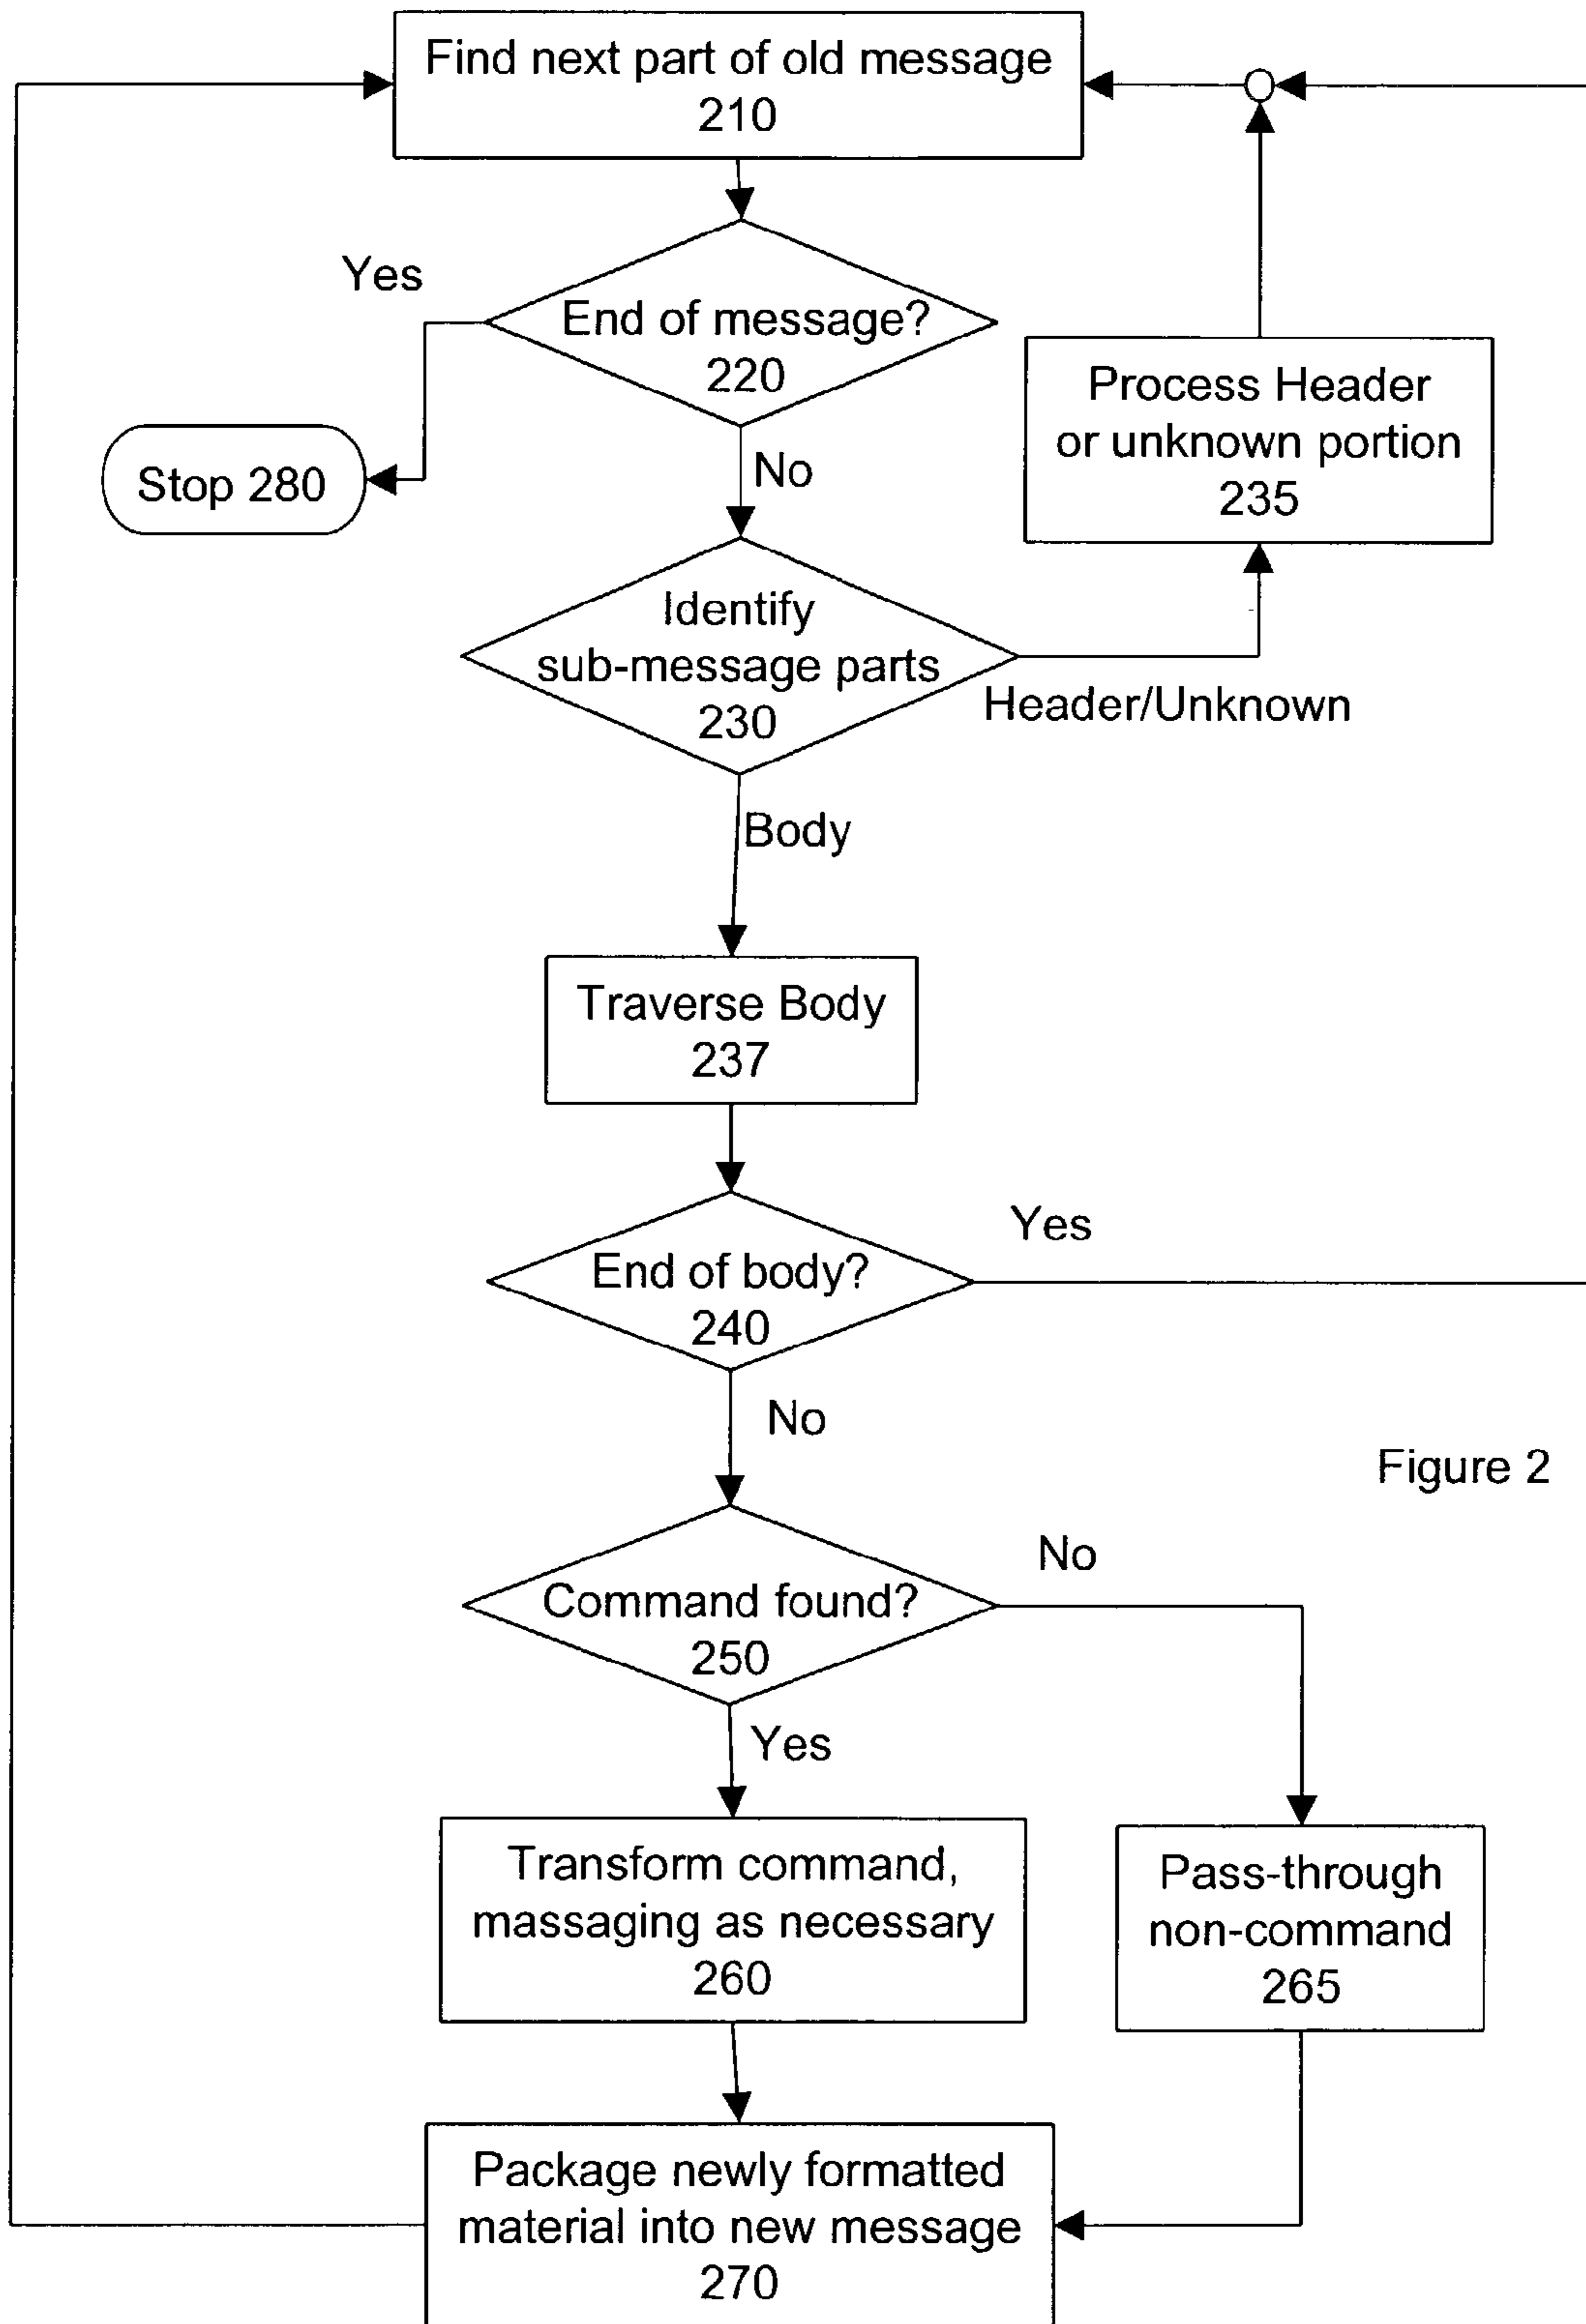 Find next part of old message
210
Yes
End of message?
220
Process Header
or unknown portion
235
Stop 280
No
Identify
sub-message parts
230
Header/Unknown
Body
Traverse Body
237
Yes
End of body?
240
No
Figure 2
No
Command found?
250
Yes
Transform command,
massaging as necessary
260
Pass-through
non-command
265
Package newly formatted
material into new message
270